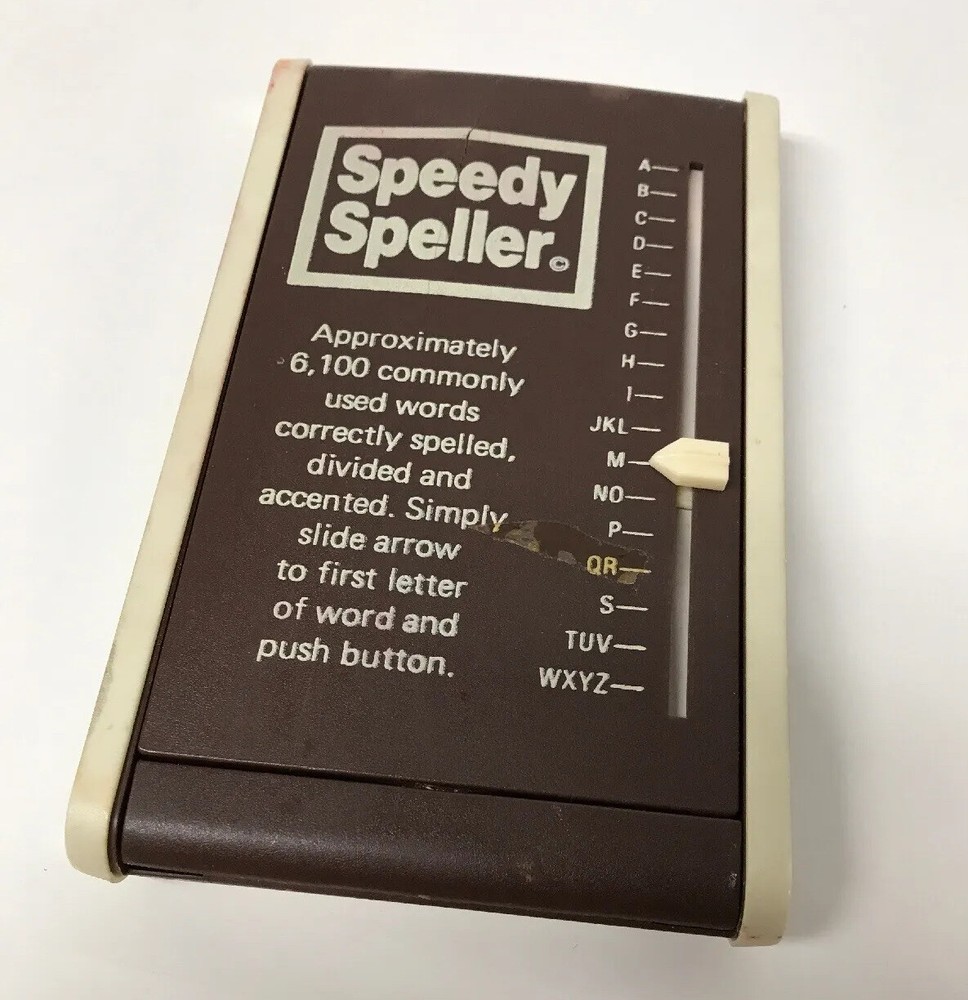 Speedy
Speller©
Approximately
6,100 commonly
used words
correctly spelled,
divided and
accented. Simply
slide arrow
to first letter
of word and
push button.
A—
B—
C—
D—
E—
F—
G—
H—
I—
JKL—
M—
NO—
P—
QR—
S—
TUV—
WXYZ—